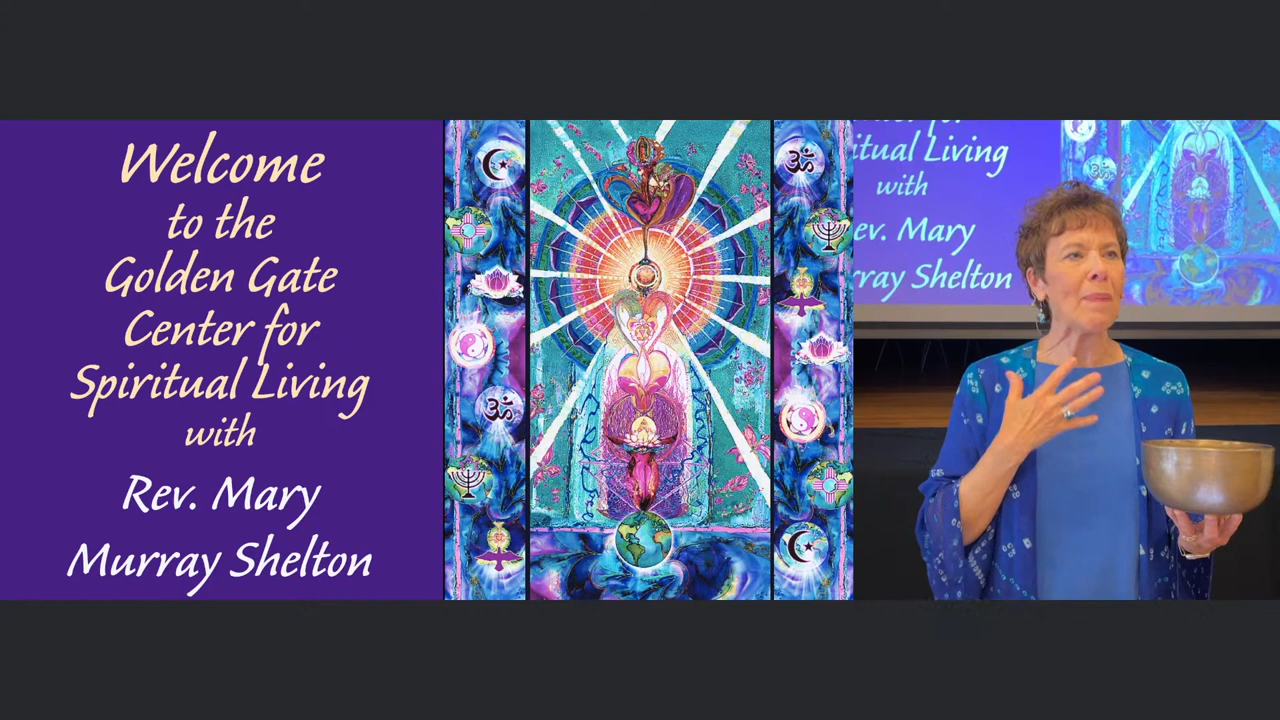 Welcome
to the
Golden Gate
Center for
Spiritual Living
with
Rev. Mary
Murray Shelton
ॐ
ॐ
for
itual Living
with
ev. Mary
rray Shelton